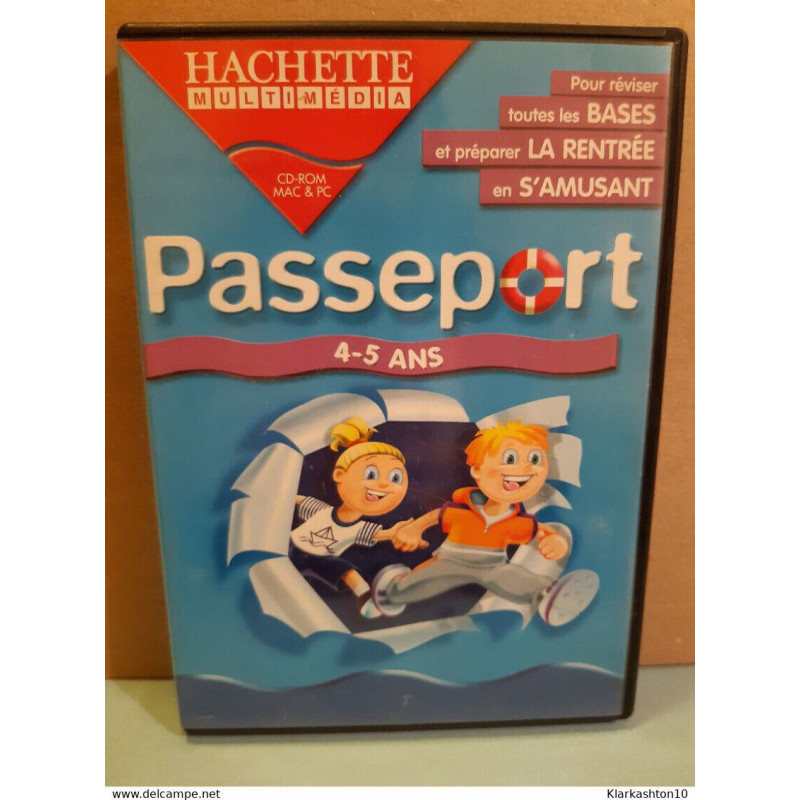 HACHETTE
MULTIMÉDIA
CD-ROM
MAC & PC
Pour réviser
toutes les BASES
et préparer LA RENTRÉE
en S'AMUSANT
Passeport
4-5 ANS
www.delcampe.net
Klarkashton10